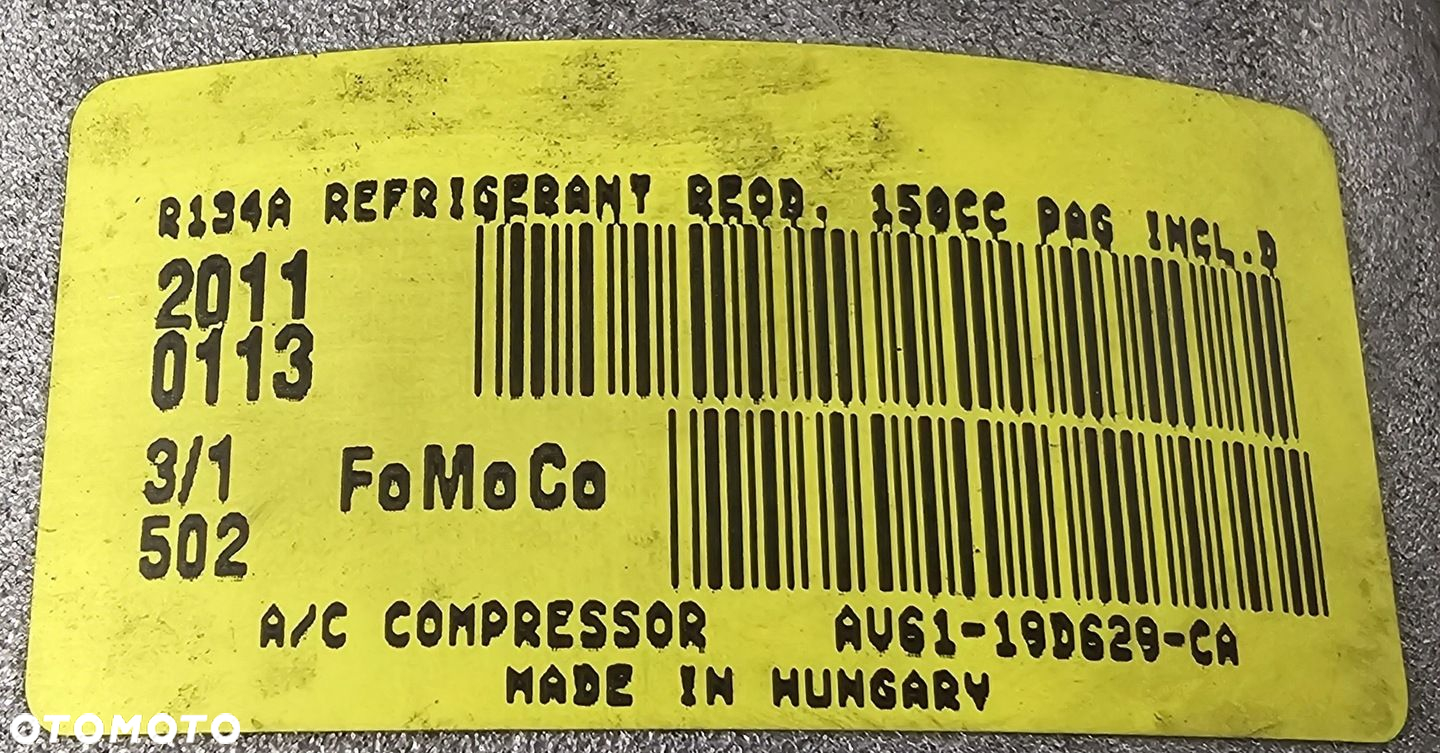 R134A REFRIGERANT REQD. 150CC PAG INCL.D
2011
0113
3/1
502
FoMoCo
A/C COMPRESSOR AV61-19D629-CA
MADE IN HUNGARY
OTOMOTO